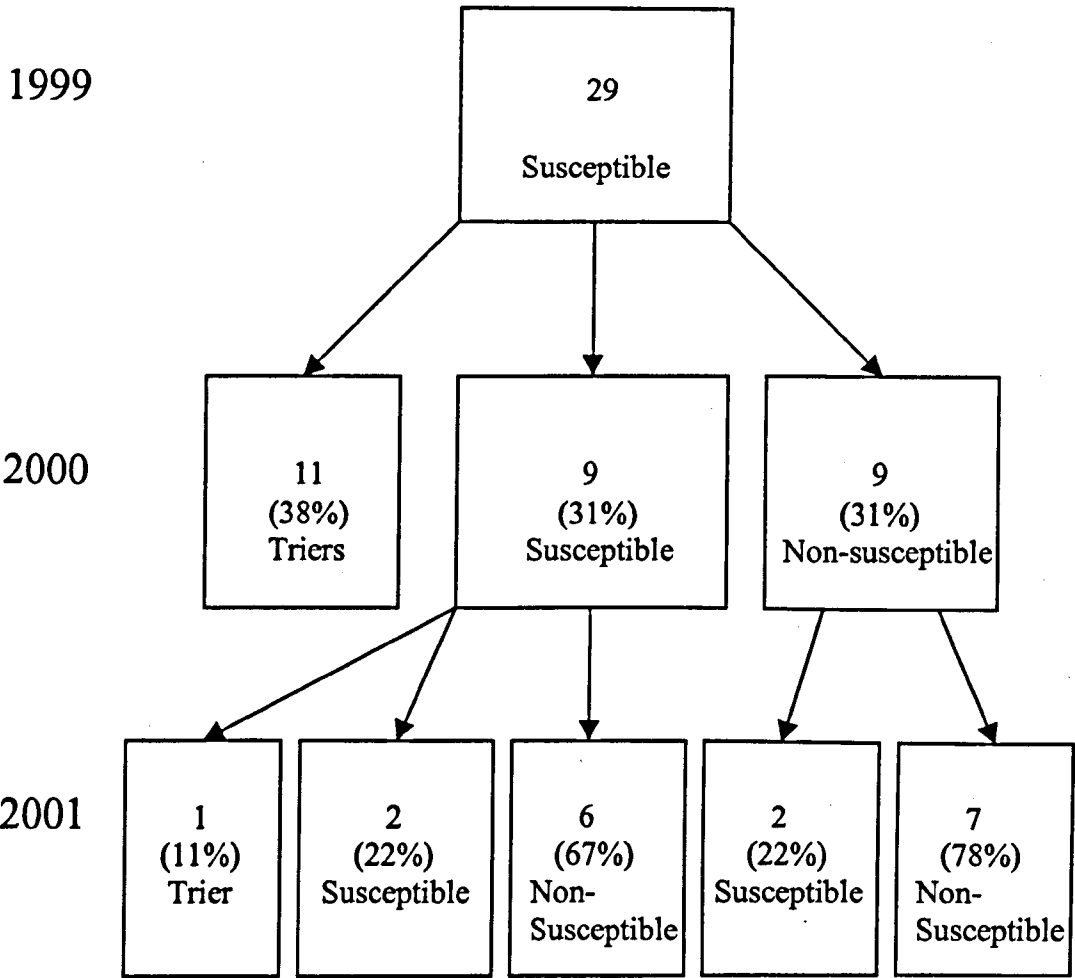 1999
29
Susceptible
2000
11
(38%)
Triers
9
(31%)
Susceptible
9
(31%)
Non-susceptible
2001
1
(11%)
Trier
2
(22%)
Susceptible
6
(67%)
Non-
Susceptible
2
(22%)
Susceptible
7
(78%)
Non-
Susceptible